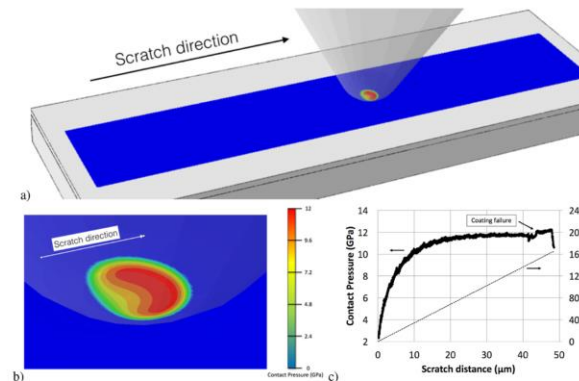 Scratch direction
a)
Scratch direction
12
9.6
7.2
4.8
2.4
0
Contact Pressure (GPa)
b)
Contact Pressure (GPa)
14
12
10
8
6
4
2
Coating failure
24
20
16
12
8
4
0
0 10 20 30 40 50
Scratch distance (µm)
c)